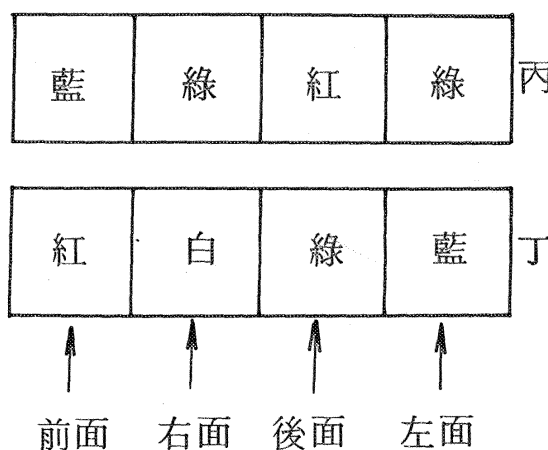 藍 綠 紅 綠 丙
紅 白 綠 藍 丁
前面 右面 後面 左面